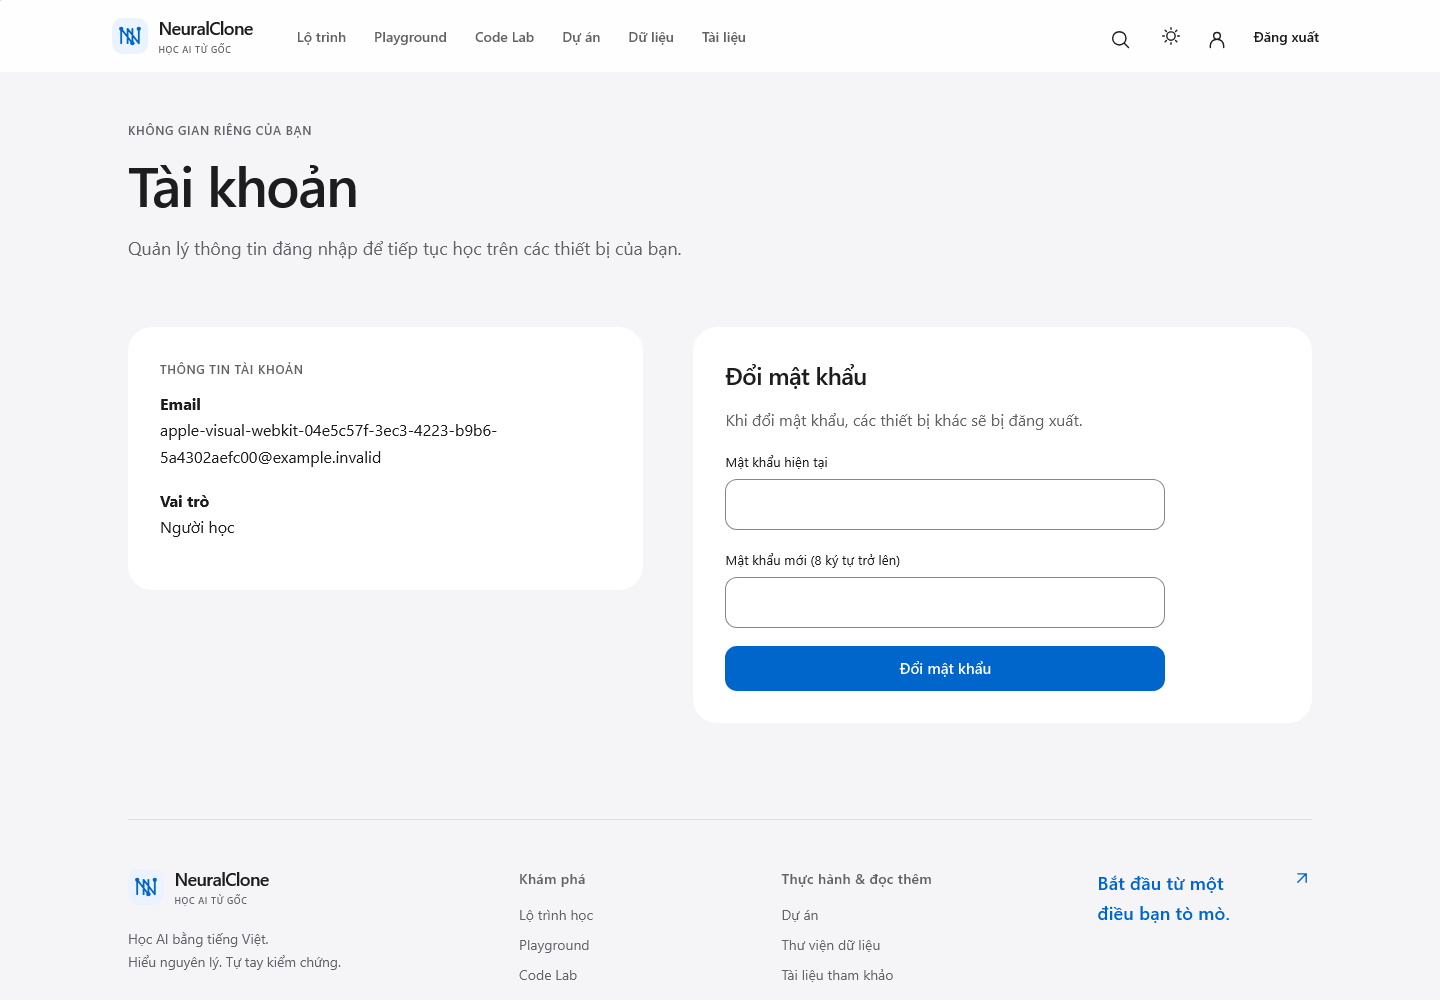 NeuralClone
HỌC AI TỪ GỐC
Lộ trình
Playground
Code Lab
Dự án
Dữ liệu
Tài liệu
Đăng xuất
KHÔNG GIAN RIÊNG CỦA BẠN
Tài khoản
Quản lý thông tin đăng nhập để tiếp tục học trên các thiết bị của bạn.
THÔNG TIN TÀI KHOẢN
Email
apple-visual-webkit-04e5c57f-3ec3-4223-b9b6-
5a4302aefc00@example.invalid
Vai trò
Người học
Đổi mật khẩu
Khi đổi mật khẩu, các thiết bị khác sẽ bị đăng xuất.
Mật khẩu hiện tại
Mật khẩu mới (8 ký tự trở lên)
Đổi mật khẩu
NeuralClone
HỌC AI TỪ GỐC
Học AI bằng tiếng Việt.
Hiểu nguyên lý. Tự tay kiểm chứng.
Khám phá
Lộ trình học
Playground
Code Lab
Thực hành & đọc thêm
Dự án
Thư viện dữ liệu
Tài liệu tham khảo
Bắt đầu từ một
điều bạn tò mò.